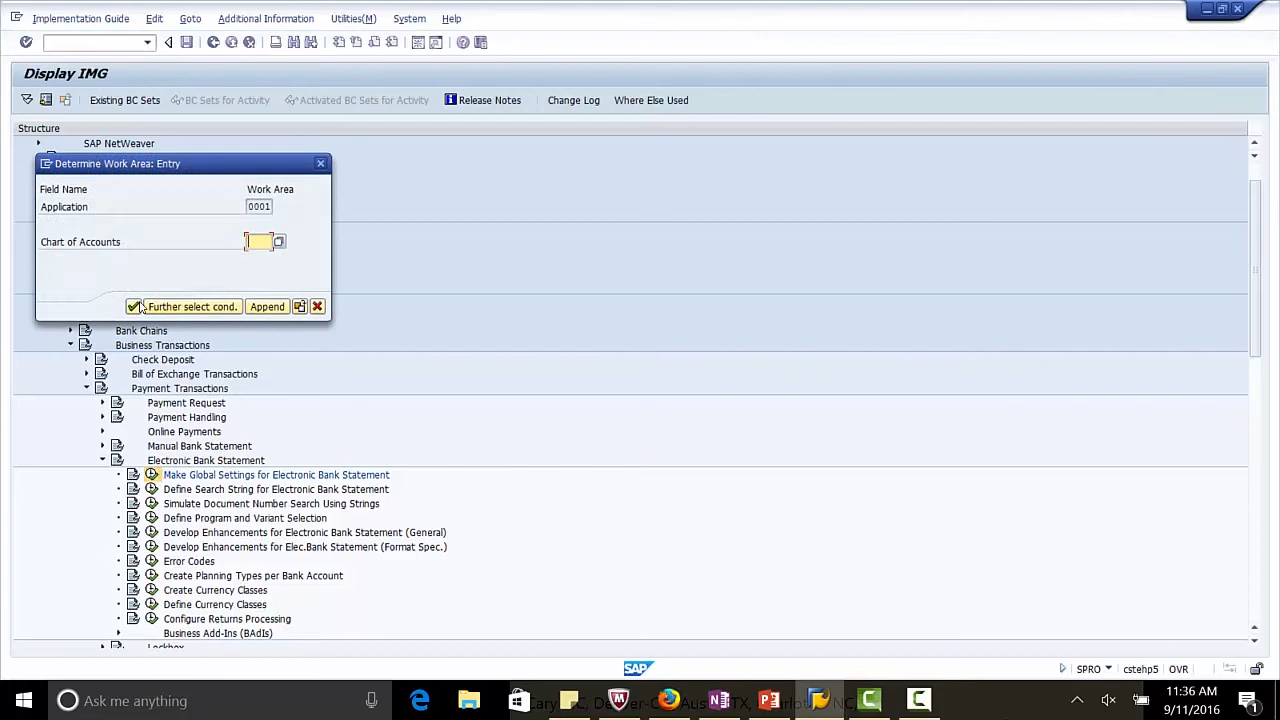 Implementation Guide Edit Goto Additional Information Utilities(M) System Help
Display IMG
Existing BC Sets BC Sets for Activity Activated BC Sets for Activity Release Notes Change Log Where Else Used
Structure
SAP NetWeaver
Determine Work Area: Entry
Field Name Work Area
Application 0001
Chart of Accounts
Further select cond. Append
Bank Chains
Business Transactions
Check Deposit
Bill of Exchange Transactions
Payment Transactions
Payment Request
Payment Handling
Online Payments
Manual Bank Statement
Electronic Bank Statement
Make Global Settings for Electronic Bank Statement
Define Search String for Electronic Bank Statement
Simulate Document Number Search Using Strings
Define Program and Variant Selection
Develop Enhancements for Electronic Bank Statement (General)
Develop Enhancements for Elec.Bank Statement (Format Spec.)
Error Codes
Create Planning Types per Bank Account
Create Currency Classes
Define Currency Classes
Configure Returns Processing
Business Add-Ins (BAdIs)
Lockbox
SAP SPRO cstehp5 OVR
Ask me anything
11:36 AM
9/11/2016
1